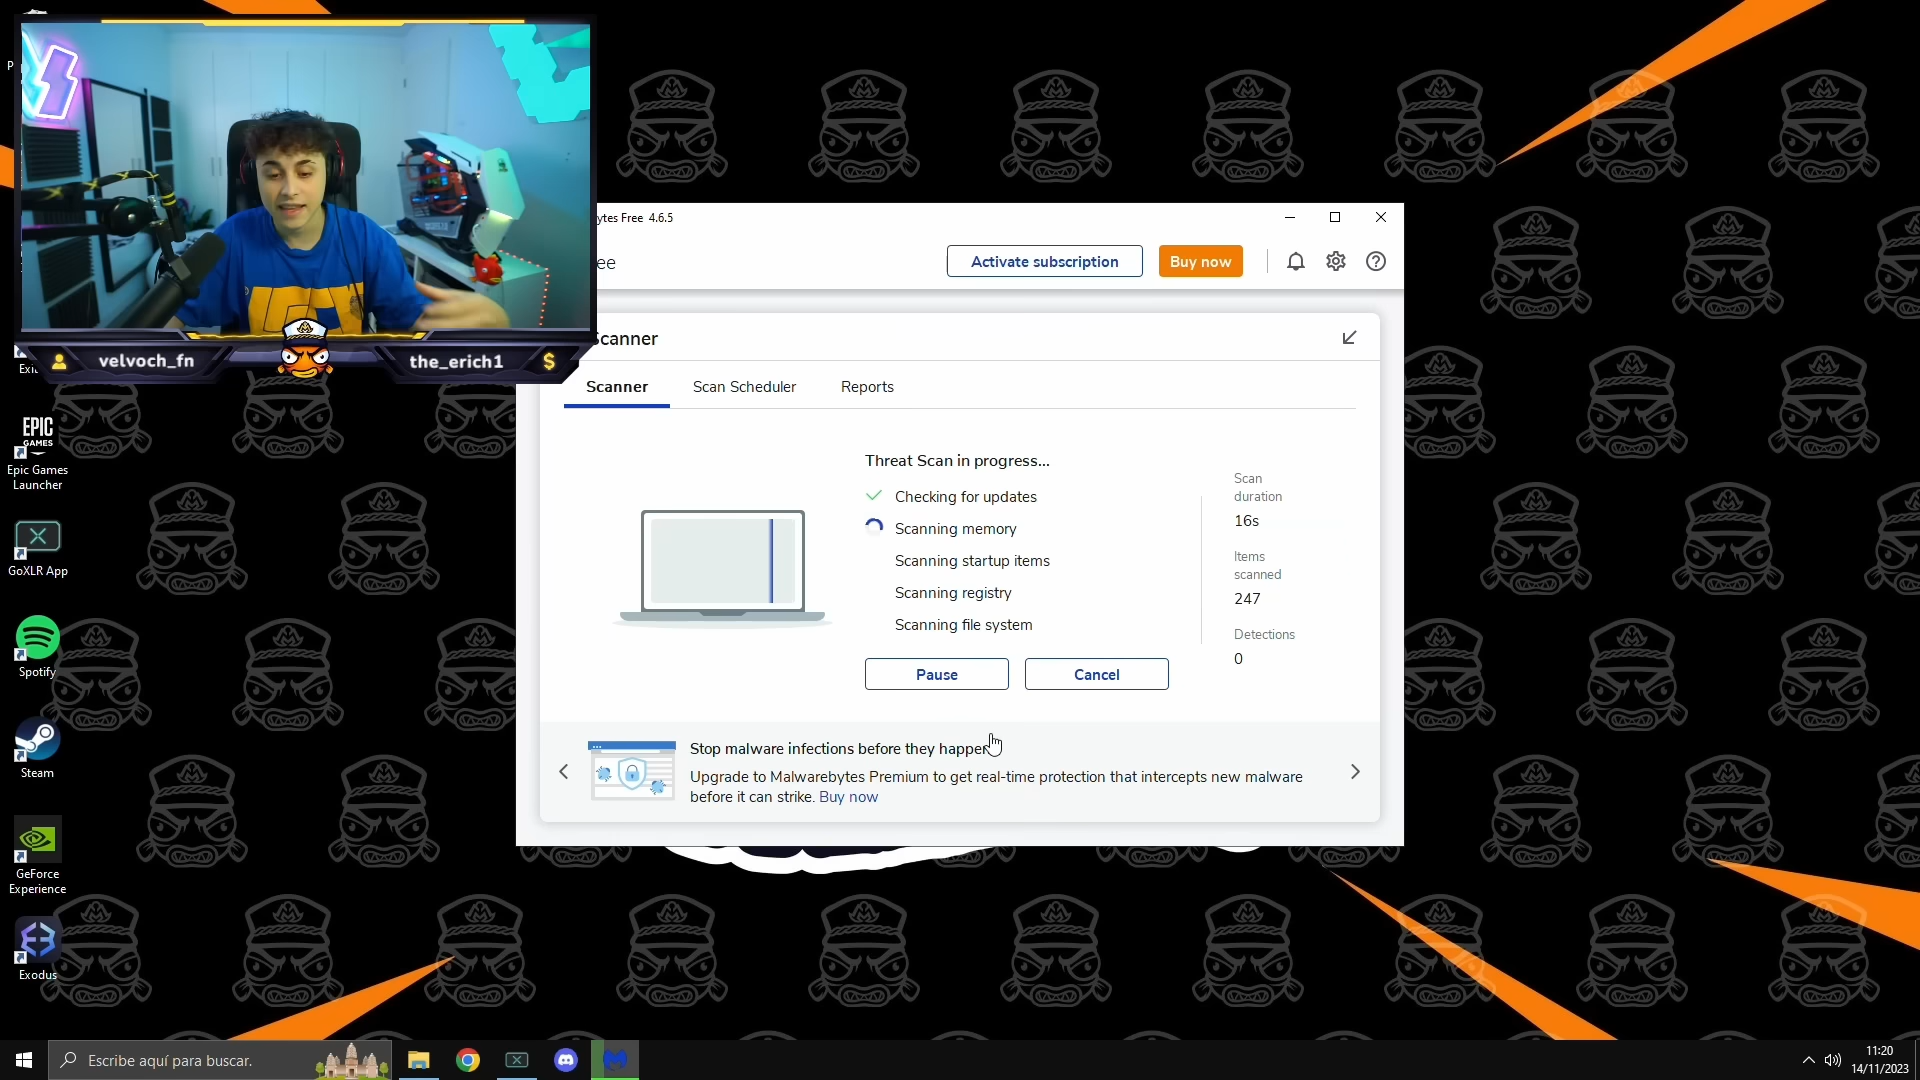 P
velvoch_fn
the_erich1
$
ytes Free 4.6.5
ee
Activate subscription
Buy now
Scanner
Scanner
Scan Scheduler
Reports
Threat Scan in progress...
Checking for updates
Scanning memory
Scanning startup items
Scanning registry
Scanning file system
Pause
Cancel
Scan
duration
16s
Items
scanned
247
Detections
0
Stop malware infections before they happen
Upgrade to Malwarebytes Premium to get real-time protection that intercepts new malware
before it can strike. Buy now
EPIC
GAMES
Epic Games
Launcher
GoXLR App
Spotify
Steam
GeForce
Experience
Exodus
Escribe aquí para buscar.
11:20
14/11/2023